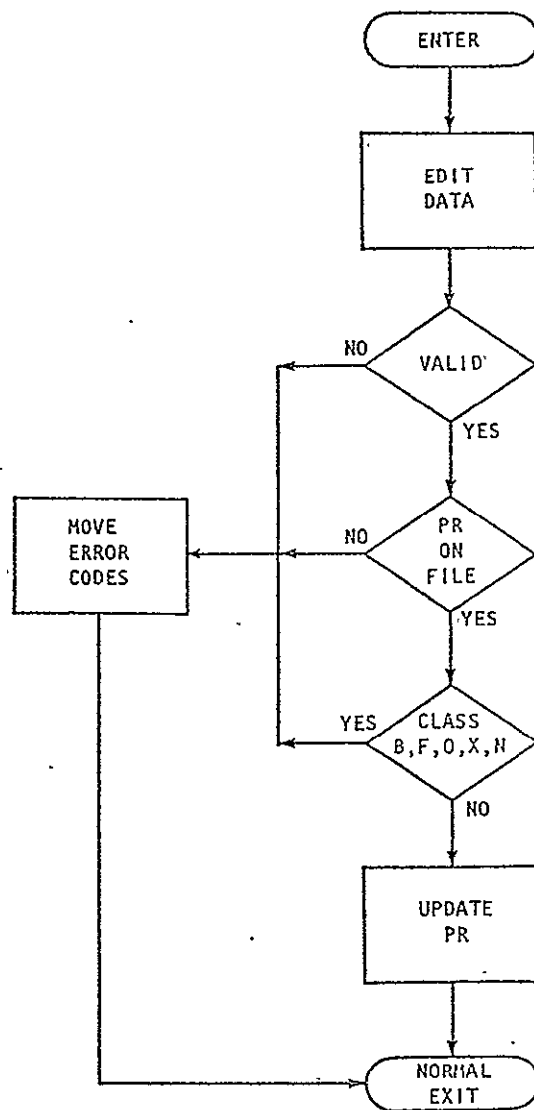 ENTER
EDIT
DATA
NO
VALID
YES
MOVE
ERROR
CODES
NO
PR
ON
FILE
YES
YES
CLASS
B,F,O,X,N
NO
UPDATE
PR
NORMAL
EXIT